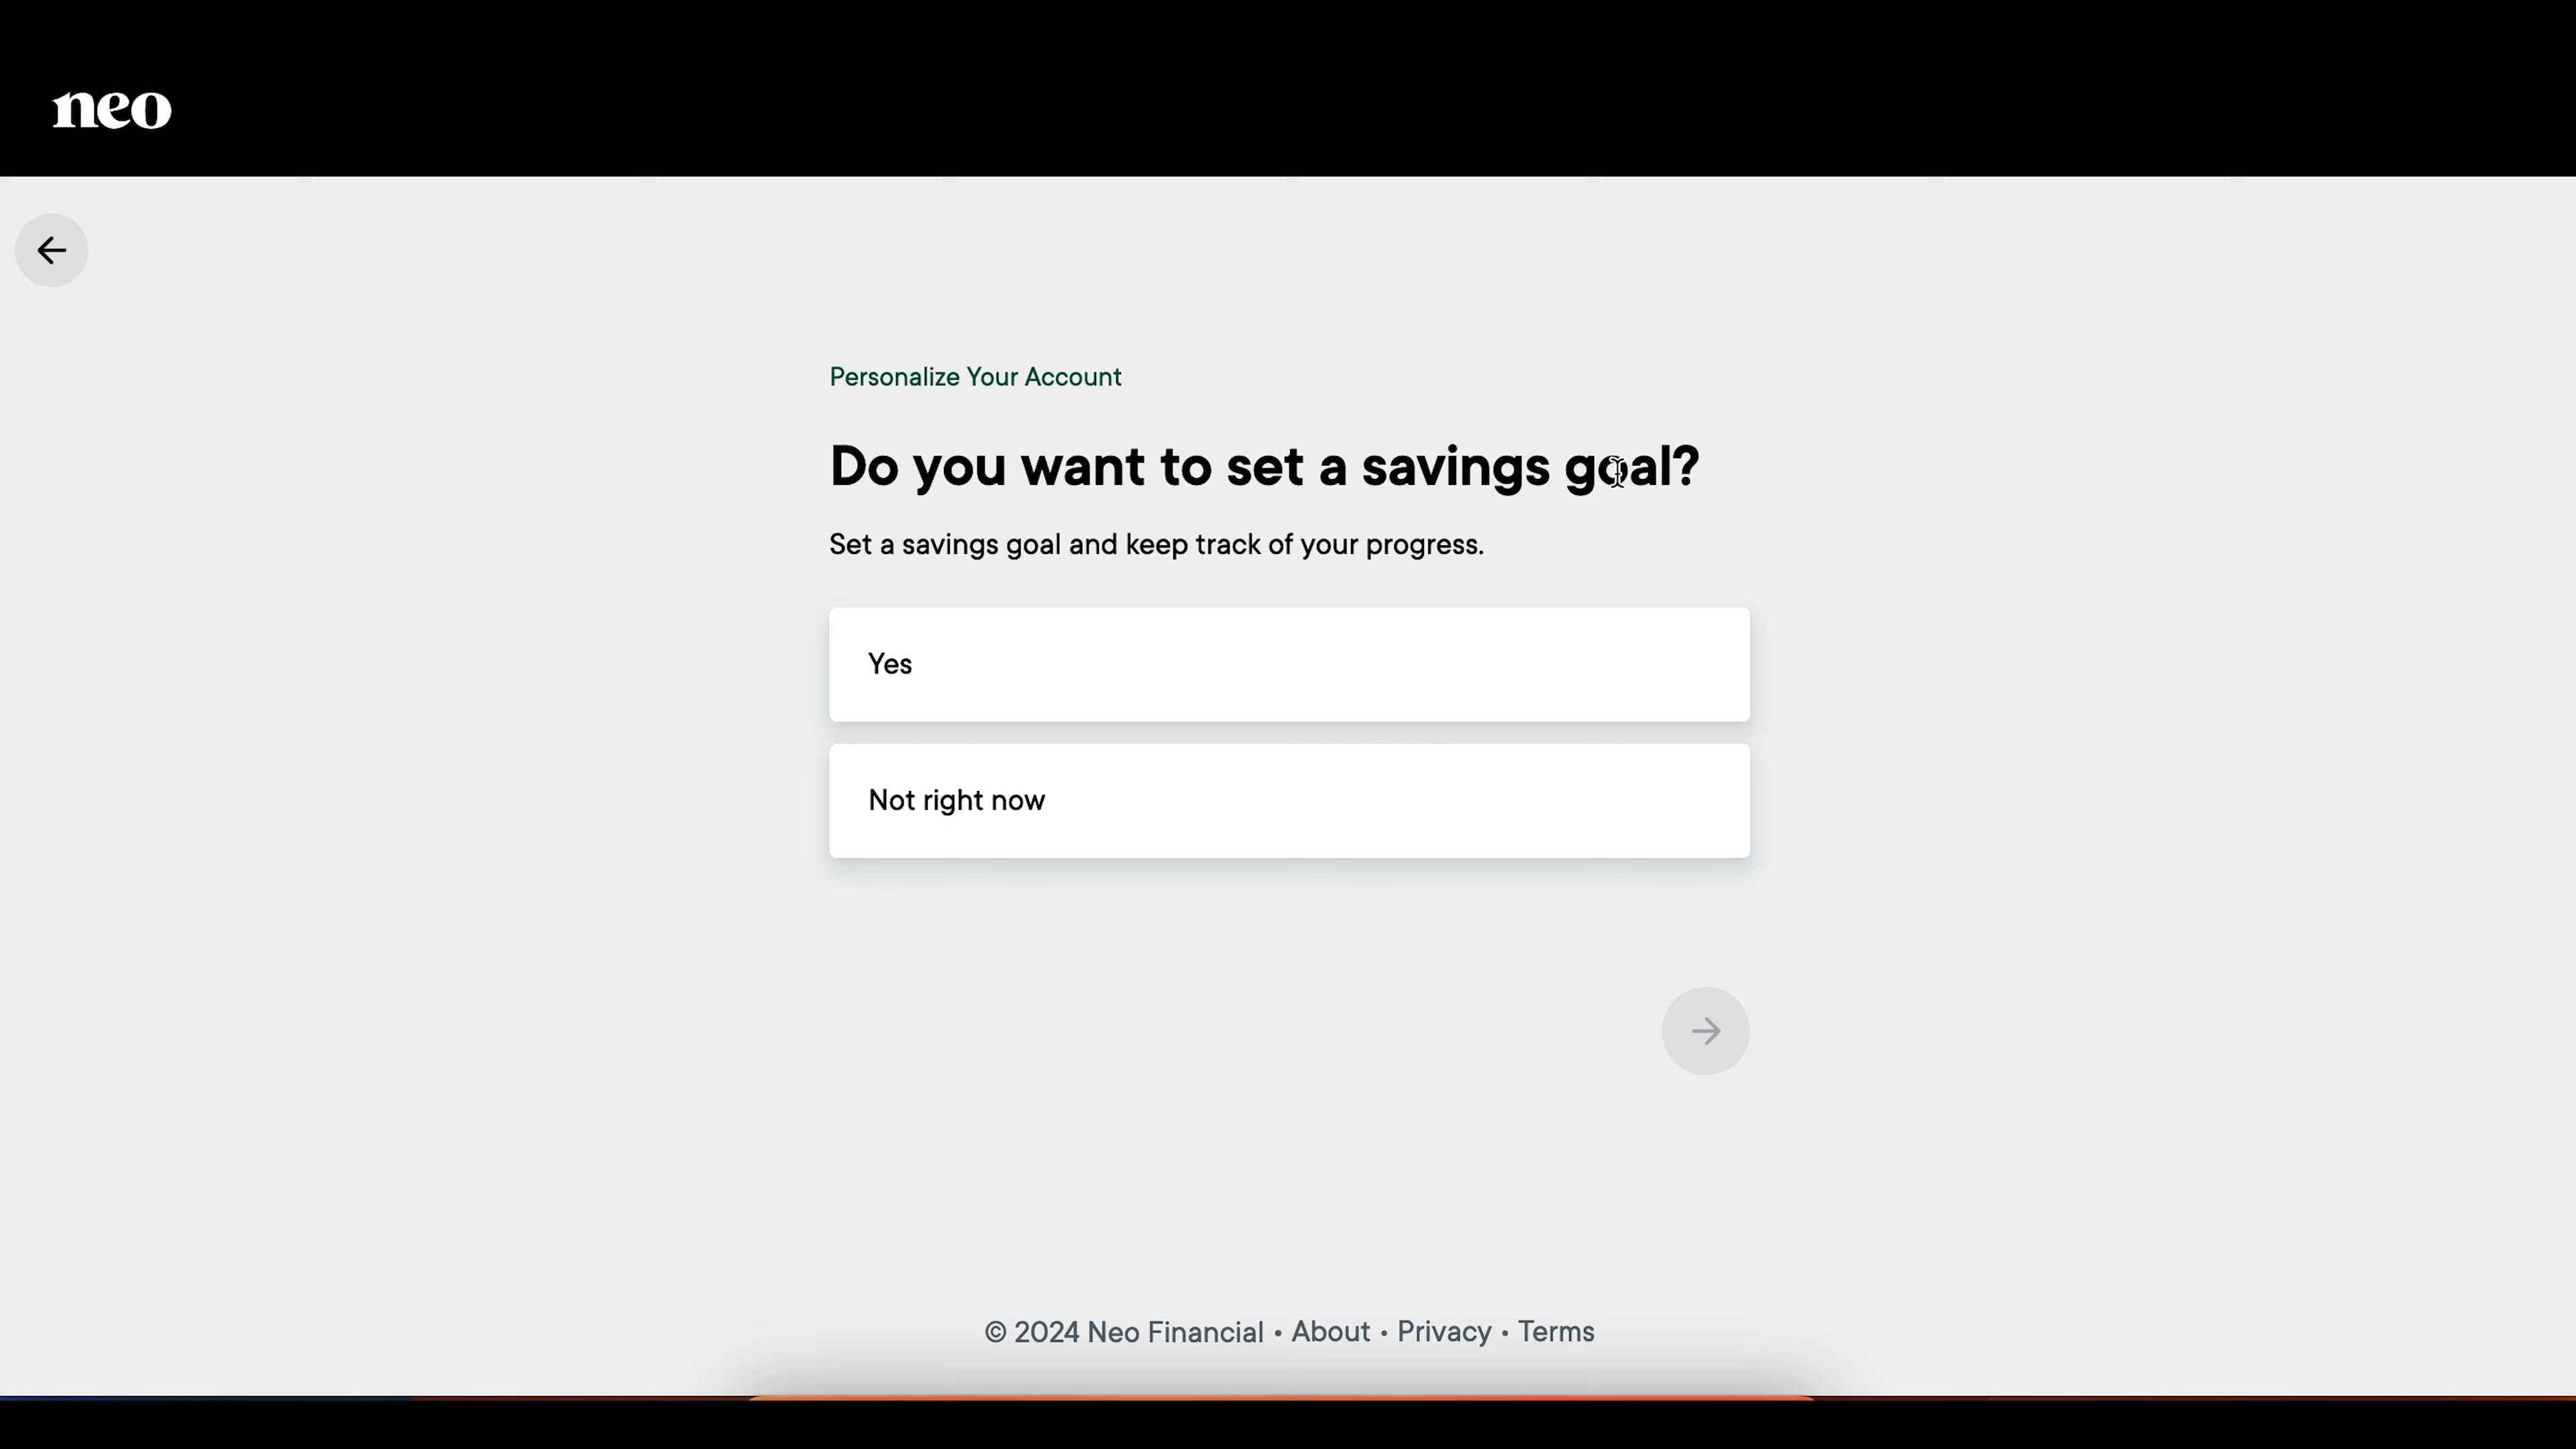 neo
Personalize Your Account
Do you want to set a savings goal?
Set a savings goal and keep track of your progress.
Yes
Not right now
© 2024 Neo Financial • About • Privacy • Terms